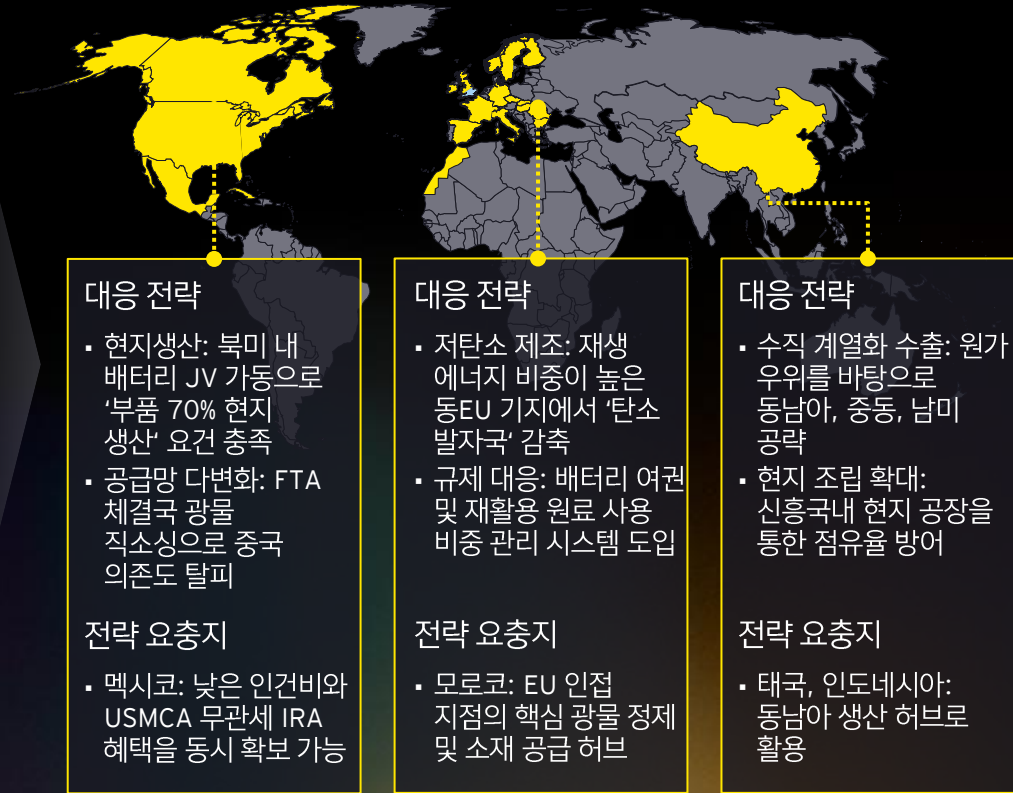 대응 전략
▪ 현지생산: 북미 내
배터리 JV 가동으로
‘부품 70% 현지
생산‘ 요건 충족
▪ 공급망 다변화: FTA
체결국 광물
직소싱으로 중국
의존도 탈피
전략 요충지
▪ 멕시코: 낮은 인건비와
USMCA 무관세 IRA
혜택을 동시 확보 가능
대응 전략
▪ 저탄소 제조: 재생
에너지 비중이 높은
동EU 기지에서 ‘탄소
발자국‘ 감축
▪ 규제 대응: 배터리 여권
및 재활용 원료 사용
비중 관리 시스템 도입
전략 요충지
▪ 모로코: EU 인접
지점의 핵심 광물 정제
및 소재 공급 허브
대응 전략
▪ 수직 계열화 수출: 원가
우위를 바탕으로
동남아, 중동, 남미
공략
▪ 현지 조립 확대:
신흥국내 현지 공장을
통한 점유율 방어
전략 요충지
▪ 태국, 인도네시아:
동남아 생산 허브로
활용